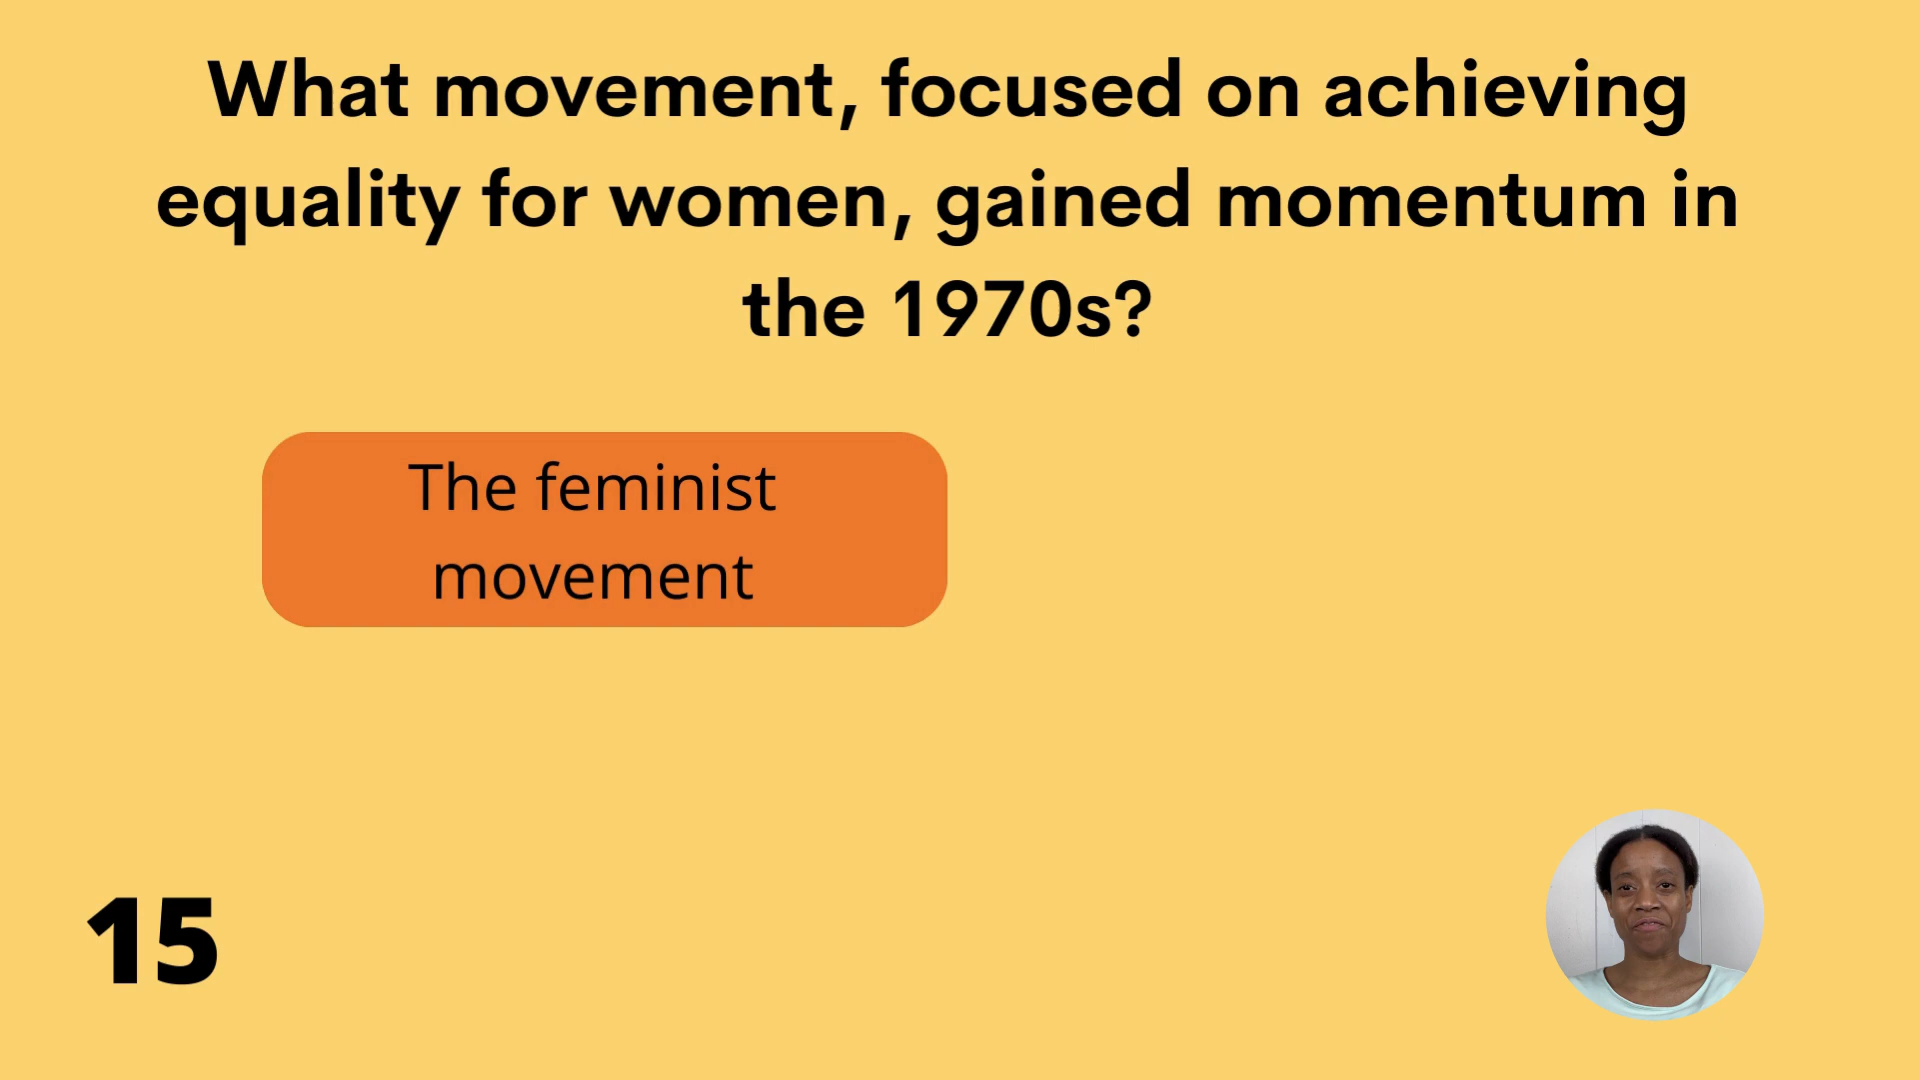 What movement, focused on achieving
equality for women, gained momentum in
the 1970s?
The feminist
movement
15